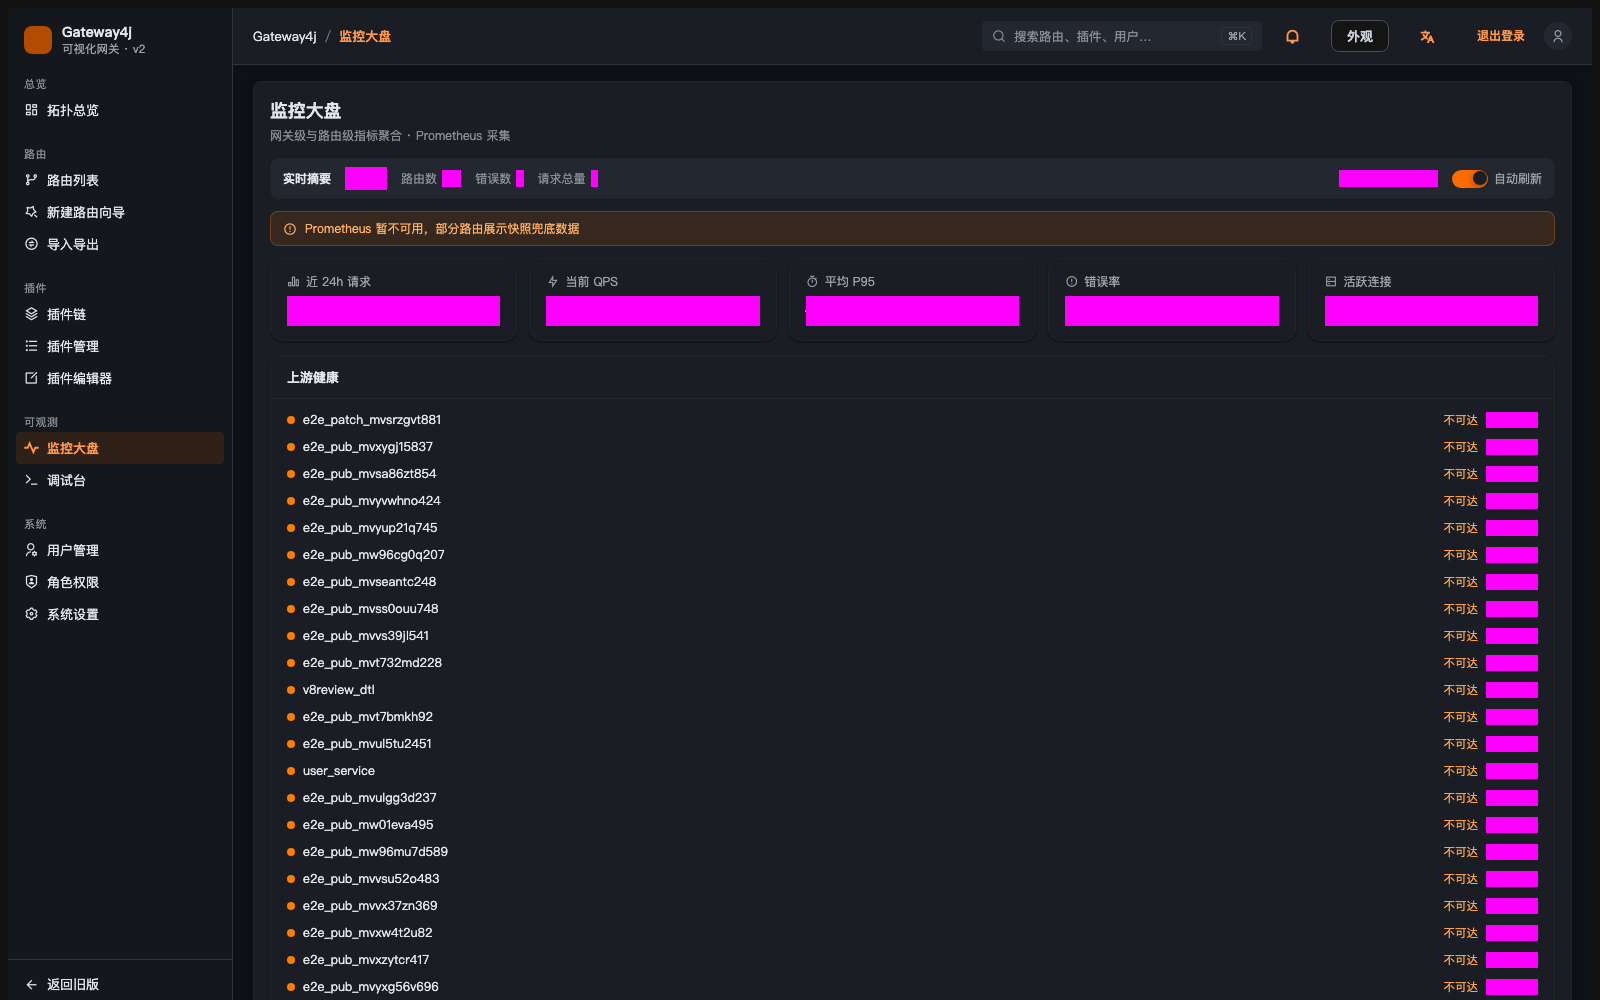 Gateway4j
可视化网关 · v2
总览
拓扑总览
路由
路由列表
新建路由向导
导入导出
插件
插件链
插件管理
插件编辑器
可观测
监控大盘
调试台
系统
用户管理
角色权限
系统设置
返回旧版
Gateway4j / 监控大盘
搜索路由、插件、用户… ⌘K
外观
退出登录
监控大盘
网关级与路由级指标聚合 · Prometheus 采集
实时摘要 路由数 错误数 请求总量 自动刷新
Prometheus 暂不可用，部分路由展示快照兜底数据
近 24h 请求
当前 QPS
平均 P95
错误率
活跃连接
上游健康
e2e_patch_mvsrzgvt881 不可达
e2e_pub_mvxygj15837 不可达
e2e_pub_mvsa86zt854 不可达
e2e_pub_mvyvwhno424 不可达
e2e_pub_mvyup21q745 不可达
e2e_pub_mw96cg0q207 不可达
e2e_pub_mvseantc248 不可达
e2e_pub_mvss0ouu748 不可达
e2e_pub_mvvs39jl541 不可达
e2e_pub_mvt732md228 不可达
v8review_dtl 不可达
e2e_pub_mvt7bmkh92 不可达
e2e_pub_mvul5tu2451 不可达
user_service 不可达
e2e_pub_mvulgg3d237 不可达
e2e_pub_mw01eva495 不可达
e2e_pub_mw96mu7d589 不可达
e2e_pub_mvvsu52o483 不可达
e2e_pub_mvvx37zn369 不可达
e2e_pub_mvxw4t2u82 不可达
e2e_pub_mvxzytcr417 不可达
e2e_pub_mvyxg56v696 不可达